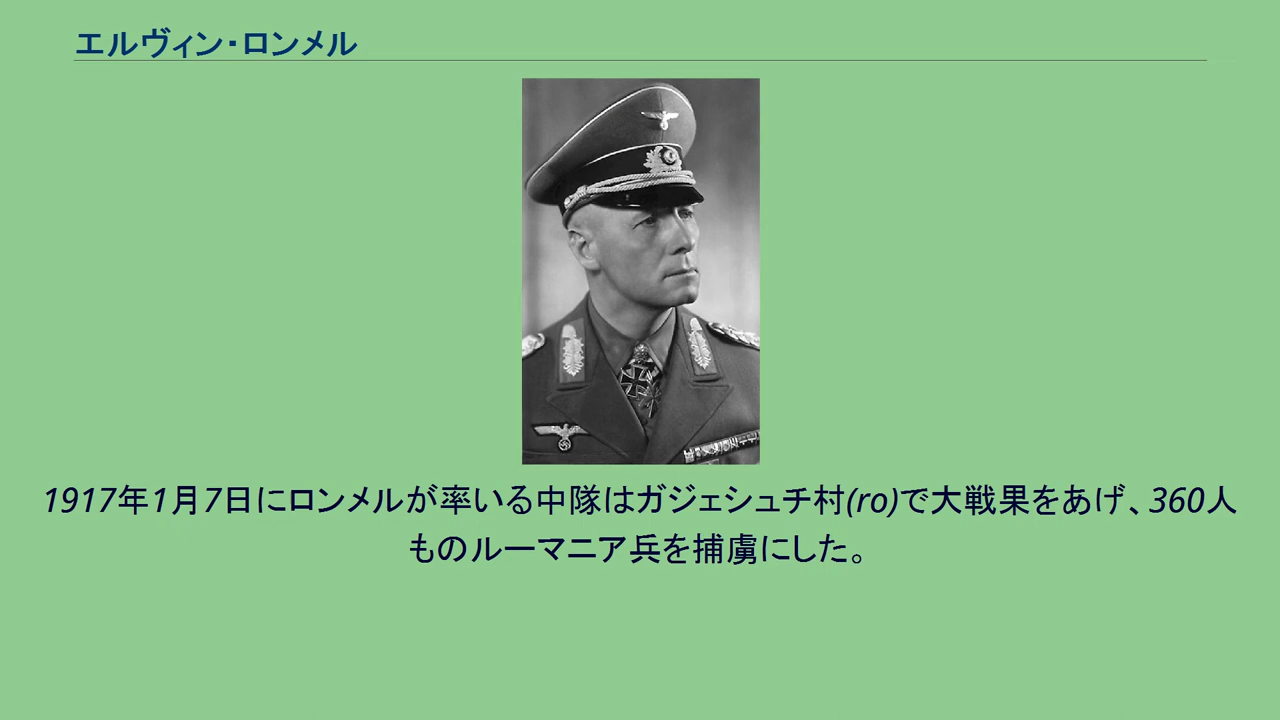 エルヴィン・ロンメル
1917年1月7日にロンメルが率いる中隊はガジェシュチ村(ro)で大戦果をあげ、360人
ものルーマニア兵を捕虜にした。